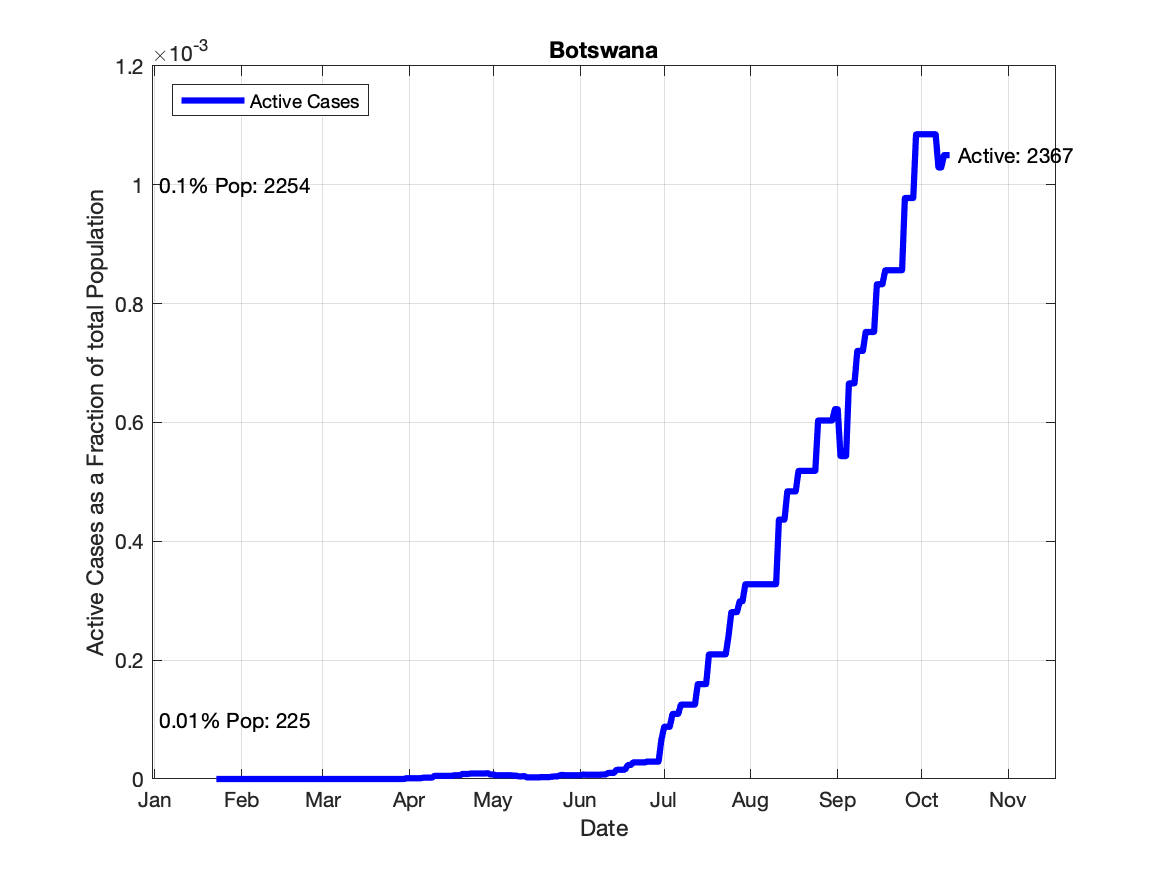 Botswana
×10-3
1.2
1
0.8
0.6
0.4
0.2
0
Active Cases as a Fraction of total Population
Active Cases
0.1% Pop: 2254
0.01% Pop: 225
Active: 2367
Jan Feb Mar Apr May Jun Jul Aug Sep Oct Nov
Date